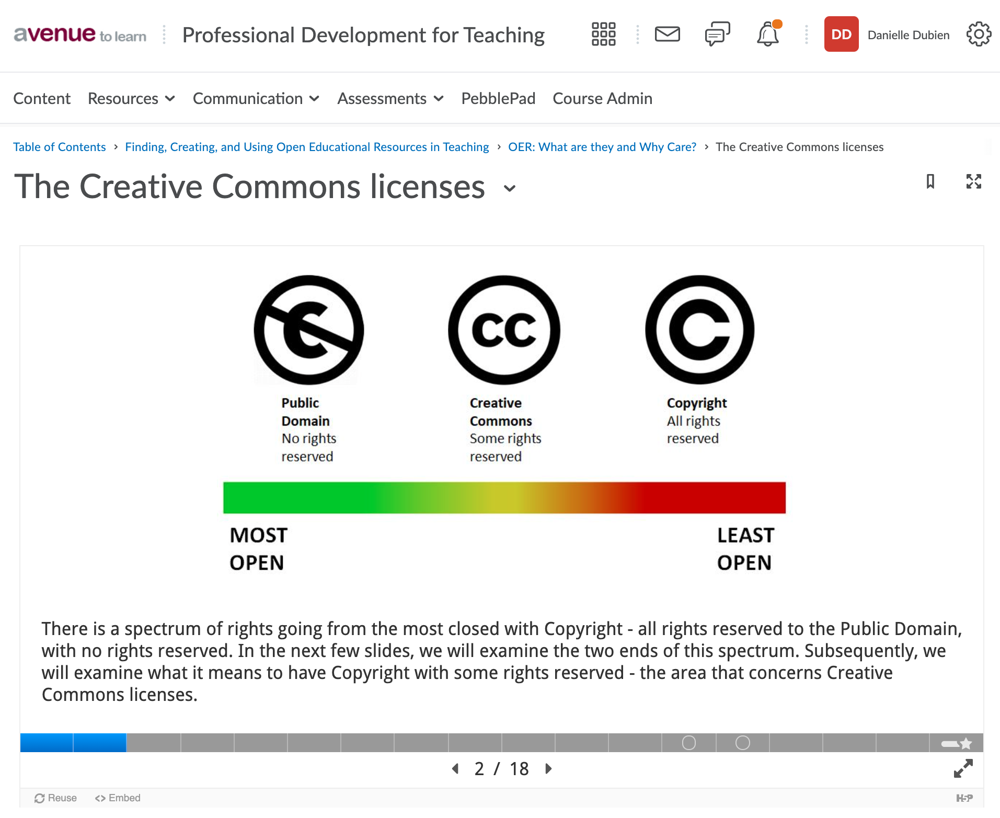 avenue to learn
Professional Development for Teaching
DD
Danielle Dubien
Content
Resources
Communication
Assessments
PebblePad
Course Admin
Table of Contents › Finding, Creating, and Using Open Educational Resources in Teaching › OER: What are they and Why Care? › The Creative Commons licenses
The Creative Commons licenses
C
cc
C
Public
Domain
No rights
reserved
Creative
Commons
Some rights
reserved
Copyright
All rights
reserved
MOST
OPEN
LEAST
OPEN
There is a spectrum of rights going from the most closed with Copyright - all rights reserved to the Public Domain,
with no rights reserved. In the next few slides, we will examine the two ends of this spectrum. Subsequently, we
will examine what it means to have Copyright with some rights reserved - the area that concerns Creative
Commons licenses.
2 / 18
Reuse
<> Embed
H5P